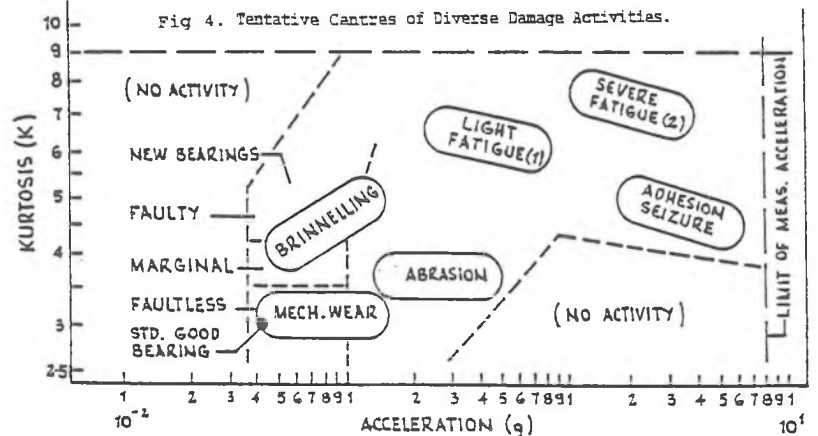 Fig 4. Tentative Cantres of Diverse Damage Activities.
10
9
8
7
6
5
4
3
2·5
KURTOSIS (K)
(NO ACTIVITY)
NEW BEARINGS
FAULTY
MARGINAL
FAULTLESS
STD. GOOD
BEARING
BRINNELLING
MECH. WEAR
ABRASION
LIGHT
FATIGUE(1)
SEVERE
FATIGUE(2)
ADHESION
SEIZURE
(NO ACTIVITY)
LIMIT OF MEAS. ACCELERATION
1 2 3 4 5 6 7 8 9 1 2 3 4 5 6 7 8 9 1 2 3 4 5 6 7 8 9 1
10⁻² ACCELERATION (g) 10¹